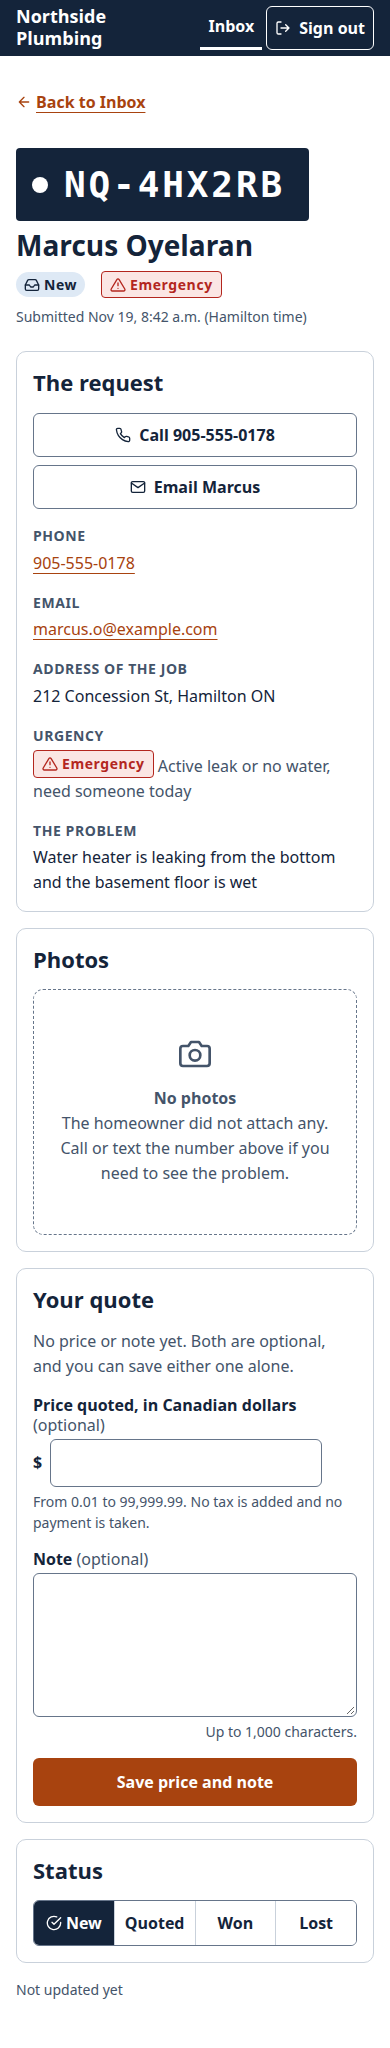 Northside
Plumbing
Inbox
Sign out
Back to Inbox
NQ-4HX2RB
Marcus Oyelaran
New
Emergency
Submitted Nov 19, 8:42 a.m. (Hamilton time)
The request
Call 905-555-0178
Email Marcus
PHONE
905-555-0178
EMAIL
marcus.o@example.com
ADDRESS OF THE JOB
212 Concession St, Hamilton ON
URGENCY
Emergency Active leak or no water,
need someone today
THE PROBLEM
Water heater is leaking from the bottom
and the basement floor is wet
Photos
No photos
The homeowner did not attach any.
Call or text the number above if you
need to see the problem.
Your quote
No price or note yet. Both are optional,
and you can save either one alone.
Price quoted, in Canadian dollars
(optional)
$
From 0.01 to 99,999.99. No tax is added and no
payment is taken.
Note (optional)
Up to 1,000 characters.
Save price and note
Status
New
Quoted
Won
Lost
Not updated yet